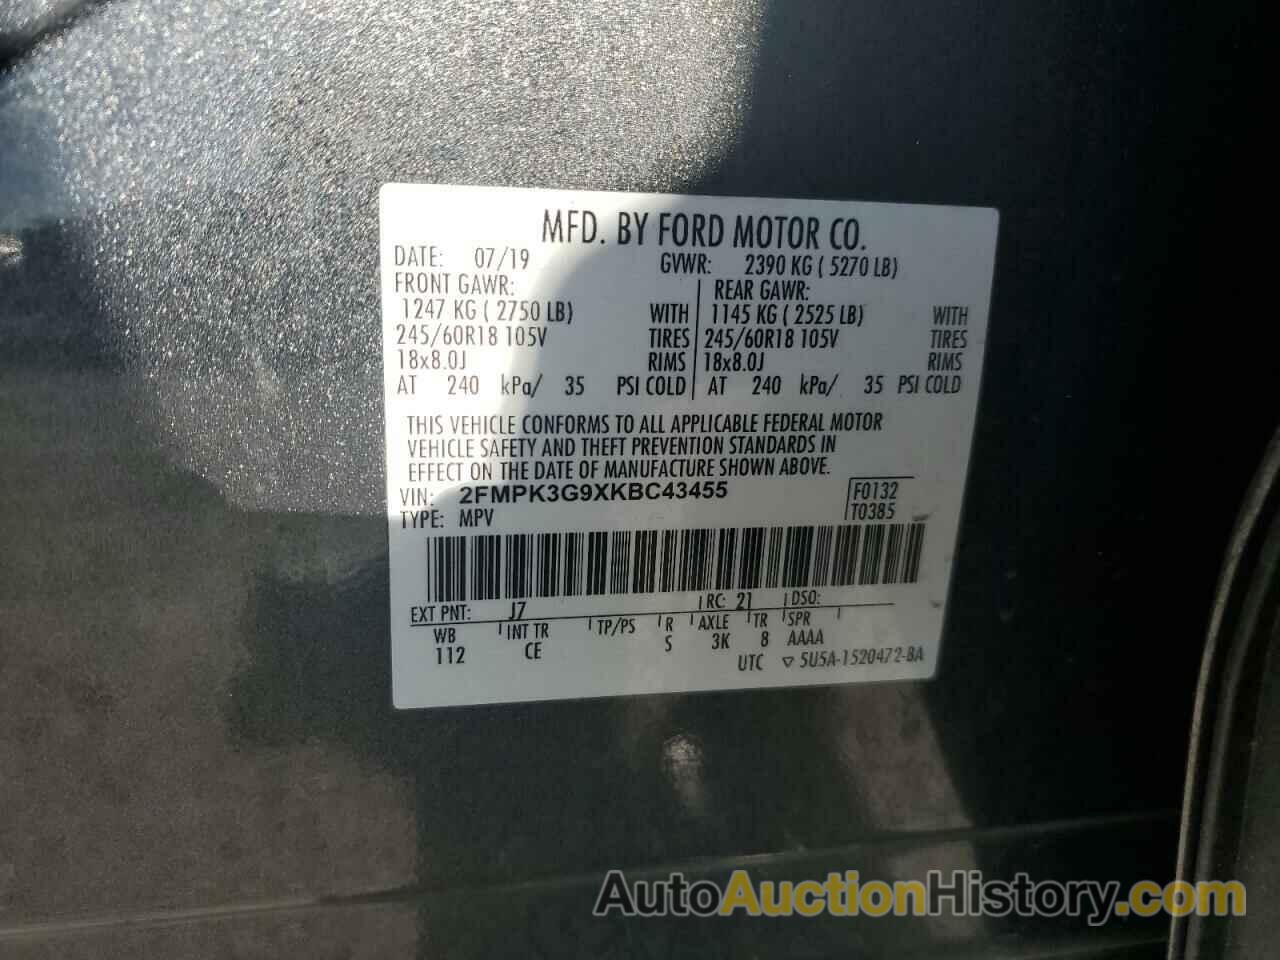 MFD. BY FORD MOTOR CO.
DATE: 07/19 GVWR: 2390 KG ( 5270 LB)
FRONT GAWR: REAR GAWR:
1247 KG ( 2750 LB) WITH 1145 KG ( 2525 LB) WITH
245/60R18 105V TIRES 245/60R18 105V TIRES
18x8.0J RIMS 18x8.0J RIMS
AT 240 kPa/ 35 PSI COLD AT 240 kPa/ 35 PSI COLD
THIS VEHICLE CONFORMS TO ALL APPLICABLE FEDERAL MOTOR
VEHICLE SAFETY AND THEFT PREVENTION STANDARDS IN
EFFECT ON THE DATE OF MANUFACTURE SHOWN ABOVE.
VIN: 2FMPK3G9XKBC43455 F0132
TYPE: MPV T0385
EXT PNT: J7 RC: 21 DSO:
WB INT TR TP/PS R AXLE TR SPR
112 CE S 3K 8 AAAA
UTC ▽ 5U5A-1520472-BA
AutoAuctionHistory.com